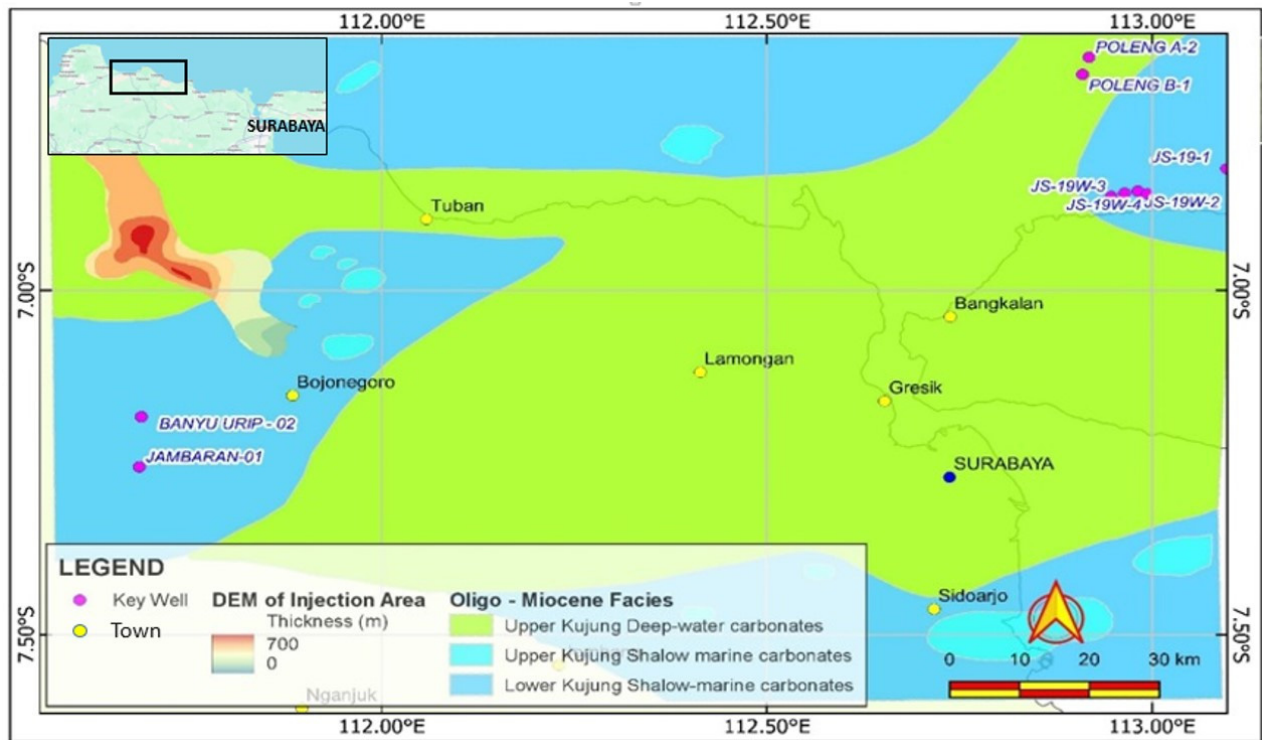 112.00°E 112.50°E 113.00°E
SURABAYA
POLENG A-2
POLENG B-1
JS-19-1
JS-19W-3
JS-19W-4 JS-19W-2
Tuban
7.00°S 7.00°S
Bangkalan
Lamongan
Bojonegoro
Gresik
BANYU URIP - 02
JAMBARAN-01
SURABAYA
LEGEND
Key Well
Town
DEM of Injection Area
Thickness (m)
700
0
Oligo - Miocene Facies
Upper Kujung Deep-water carbonates
Upper Kujung Shalow marine carbonates
Lower Kujung Shalow-marine carbonates
Sidoarjo
7.50°S 7.50°S
0 10 20 30 km
Nganjuk
112.00°E 112.50°E 113.00°E